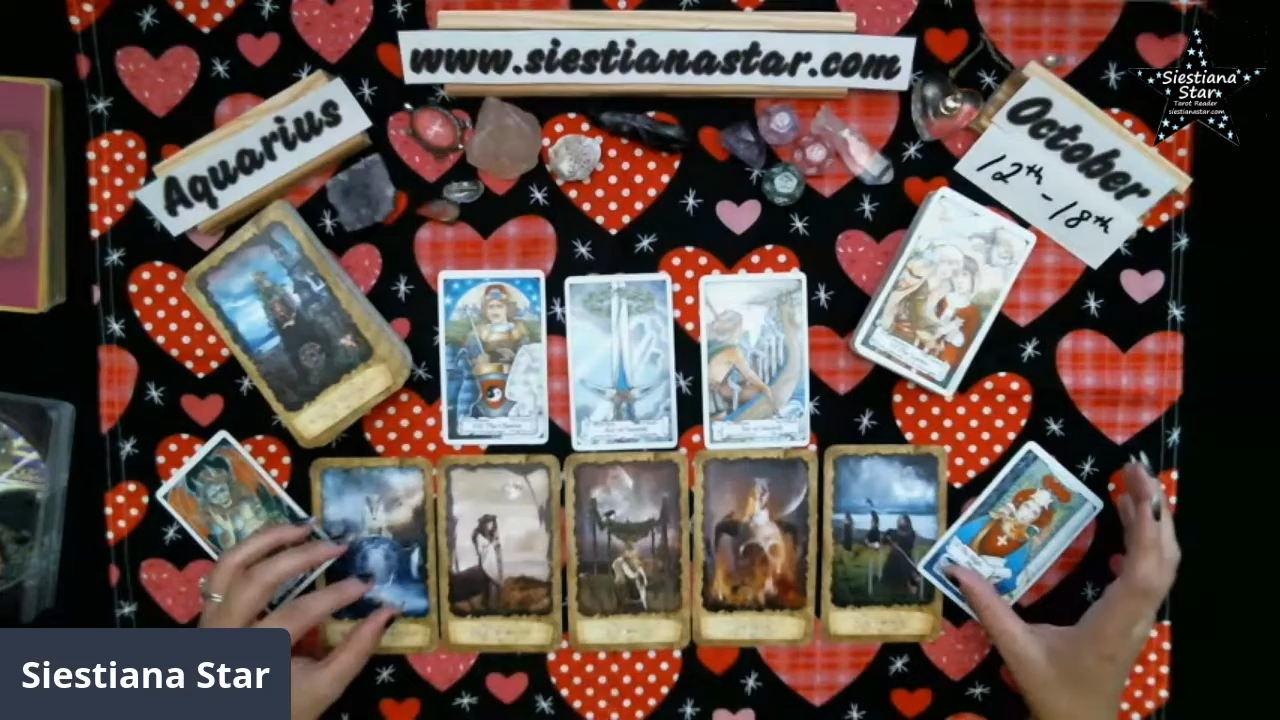 www.siestianastar.com
Aquarius
October
12th - 18th
Siestiana
Star
Tarot Reader
siestianastar.com
Siestiana Star